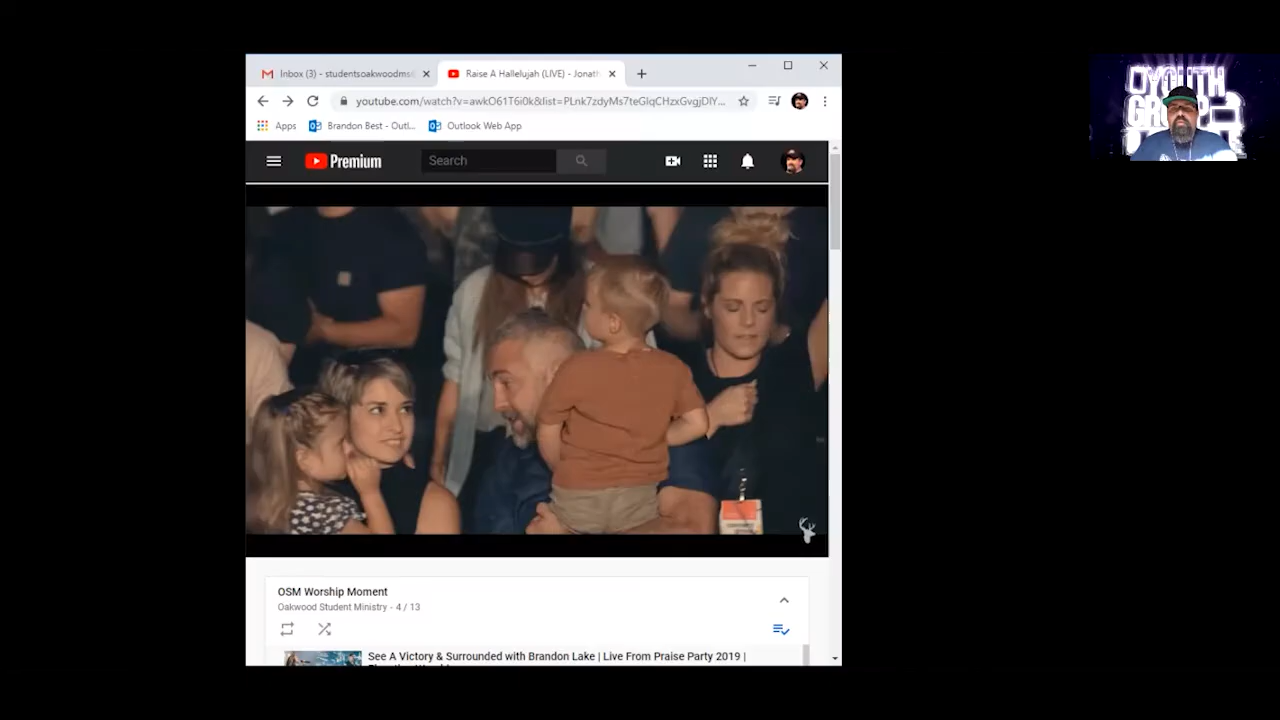 Inbox (3) - studentsoakwoodms
Raise A Hallelujah (LIVE) - Jonath
youtube.com/watch?v=awkO61T6i0k&list=PLnk7zdyMs7teGlqCHzxGvgjDlY...
Apps
Brandon Best - Outl...
Outlook Web App
Premium
Search
YOUTH
OSM Worship Moment
Oakwood Student Ministry - 4 / 13
See A Victory & Surrounded with Brandon Lake | Live From Praise Party 2019 |